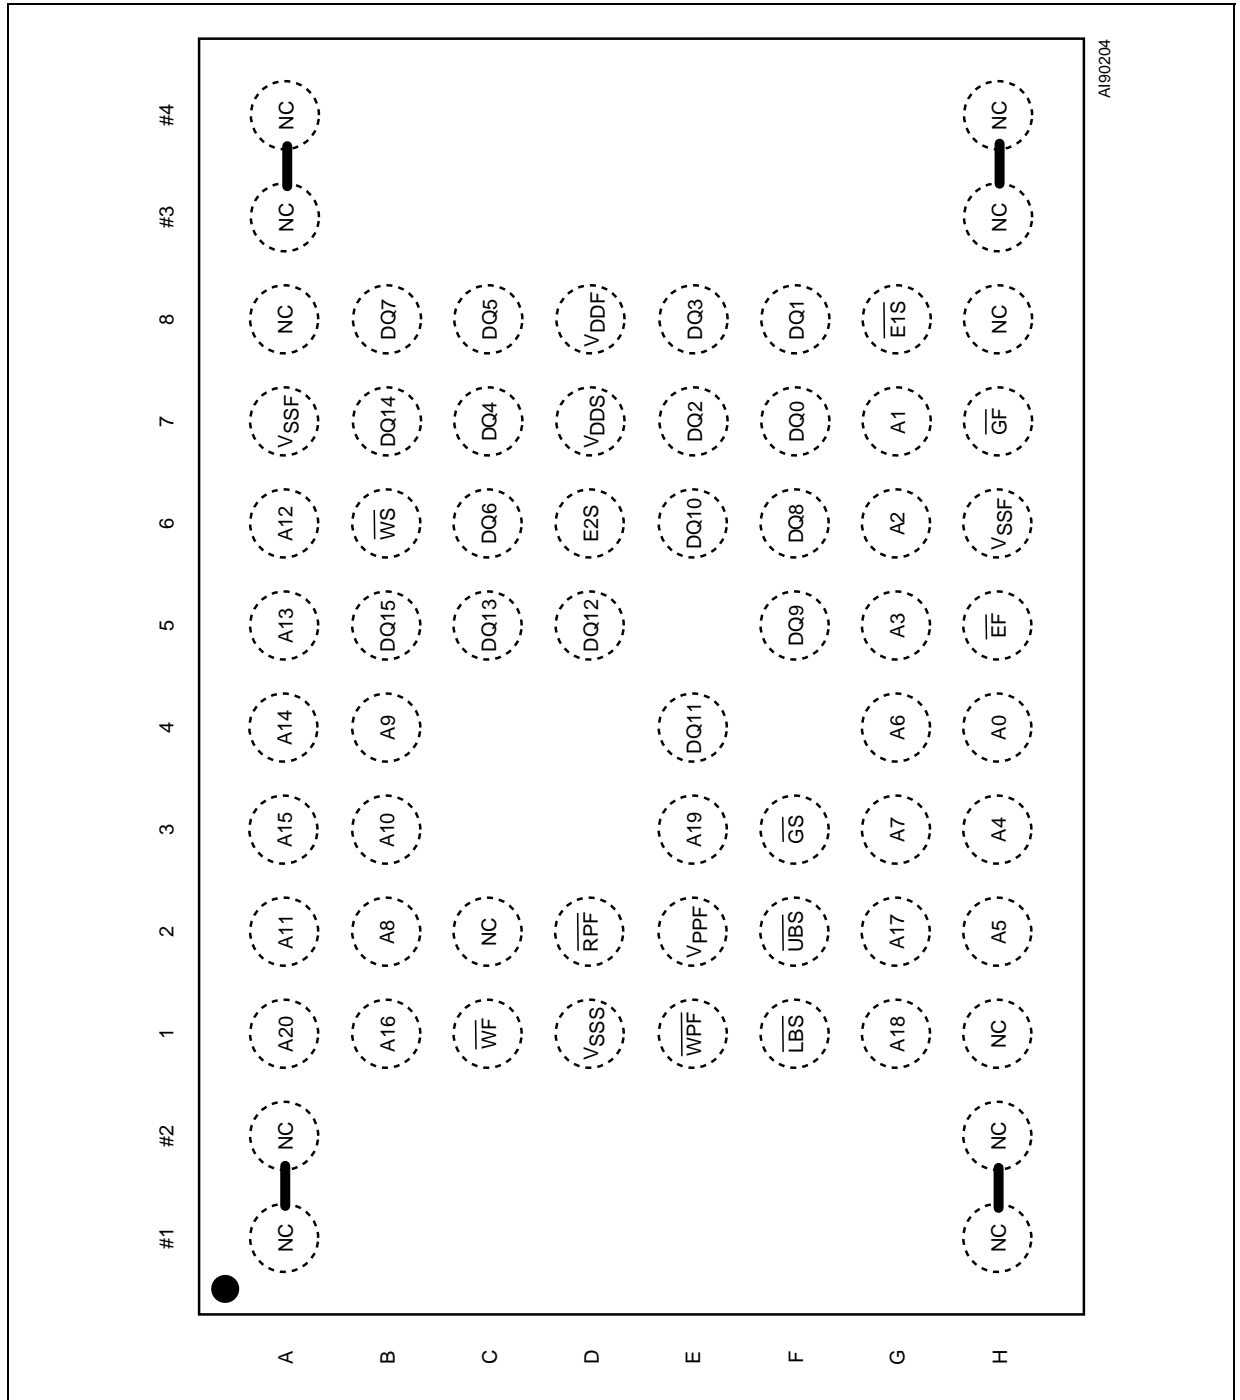 #1 #2 1 2 3 4 5 6 7 8 #3 #4
A NC NC A20 A11 A15 A14 A13 A12 VSSF NC NC NC
B A16 A8 A10 A9 DQ15 WS DQ14 DQ7
C WF NC DQ13 DQ6 DQ4 DQ5
D VSSS RPF DQ12 E2S VDDS VDDF
E WPF VPPF A19 DQ11 DQ10 DQ2 DQ3
F LBS UBS GS DQ9 DQ8 DQ0 DQ1
G A18 A17 A7 A6 A3 A2 A1 E1S
H NC NC NC A5 A4 A0 EF VSSF GF NC NC NC
AI90204